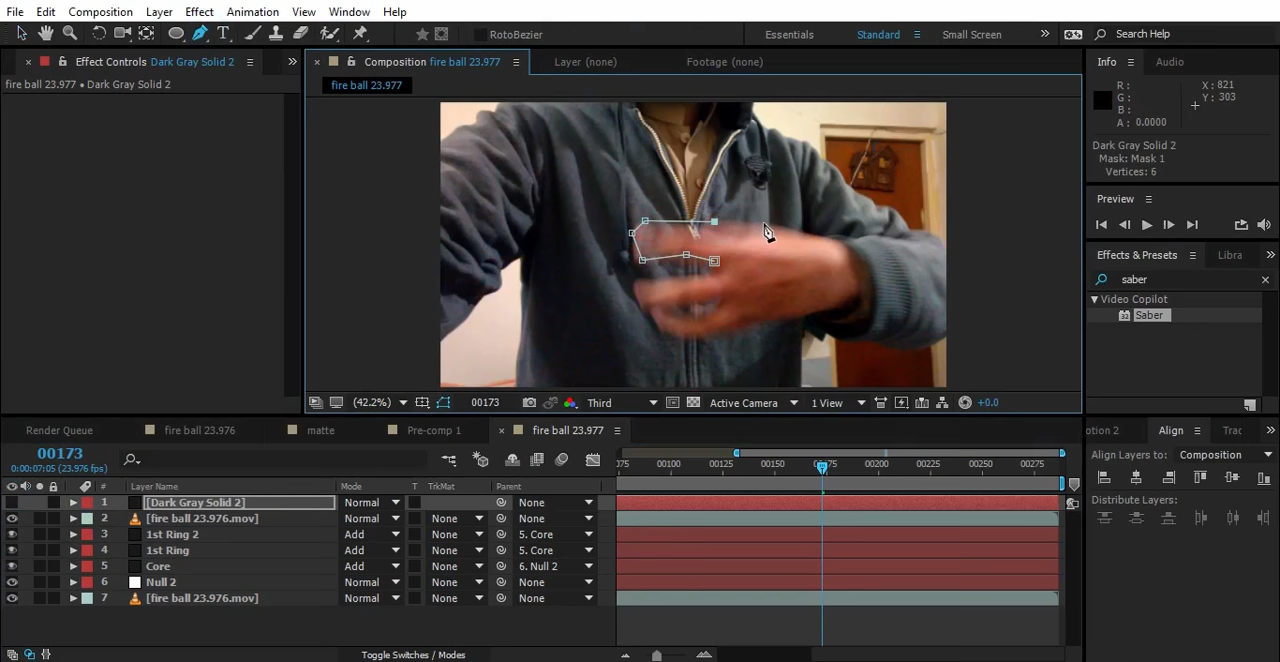 File Edit Composition Layer Effect Animation View Window Help
RotoBezier Essentials Standard Small Screen Search Help
Effect Controls Dark Gray Solid 2
fire ball 23.976 • Dark Gray Solid 2
Composition fire ball 23.977 Layer (none) Footage (none)
fire ball 23.977
Info Audio
R: X: 821
G: Y: 303
B:
A: 0.0000
Dark Gray Solid 2
Mask: Mask 1
Vertices: 6
Preview
Effects & Presets Libra
saber
Video Copilot
32 Saber
(42.2%) 00173 Third Active Camera 1 View +0.0
Render Queue fire ball 23.976 matte Pre-comp 1 fire ball 23.977
otion 2 Align Trac
00173
0:00:07:05 (23.976 fps)
75 00100 00125 00150 00175 00200 00225 00250 00275
Align Layers to: Composition
# Layer Name Mode T TrkMat Parent
Distribute Layers:
1 [Dark Gray Solid 2] Normal None
2 [fire ball 23.976.mov] Normal None None
3 1st Ring 2 Add None 5. Core
4 1st Ring Add None 5. Core
5 Core Add None 6. Null 2
6 Null 2 Normal None None
7 [fire ball 23.976.mov] Normal None None
Toggle Switches / Modes